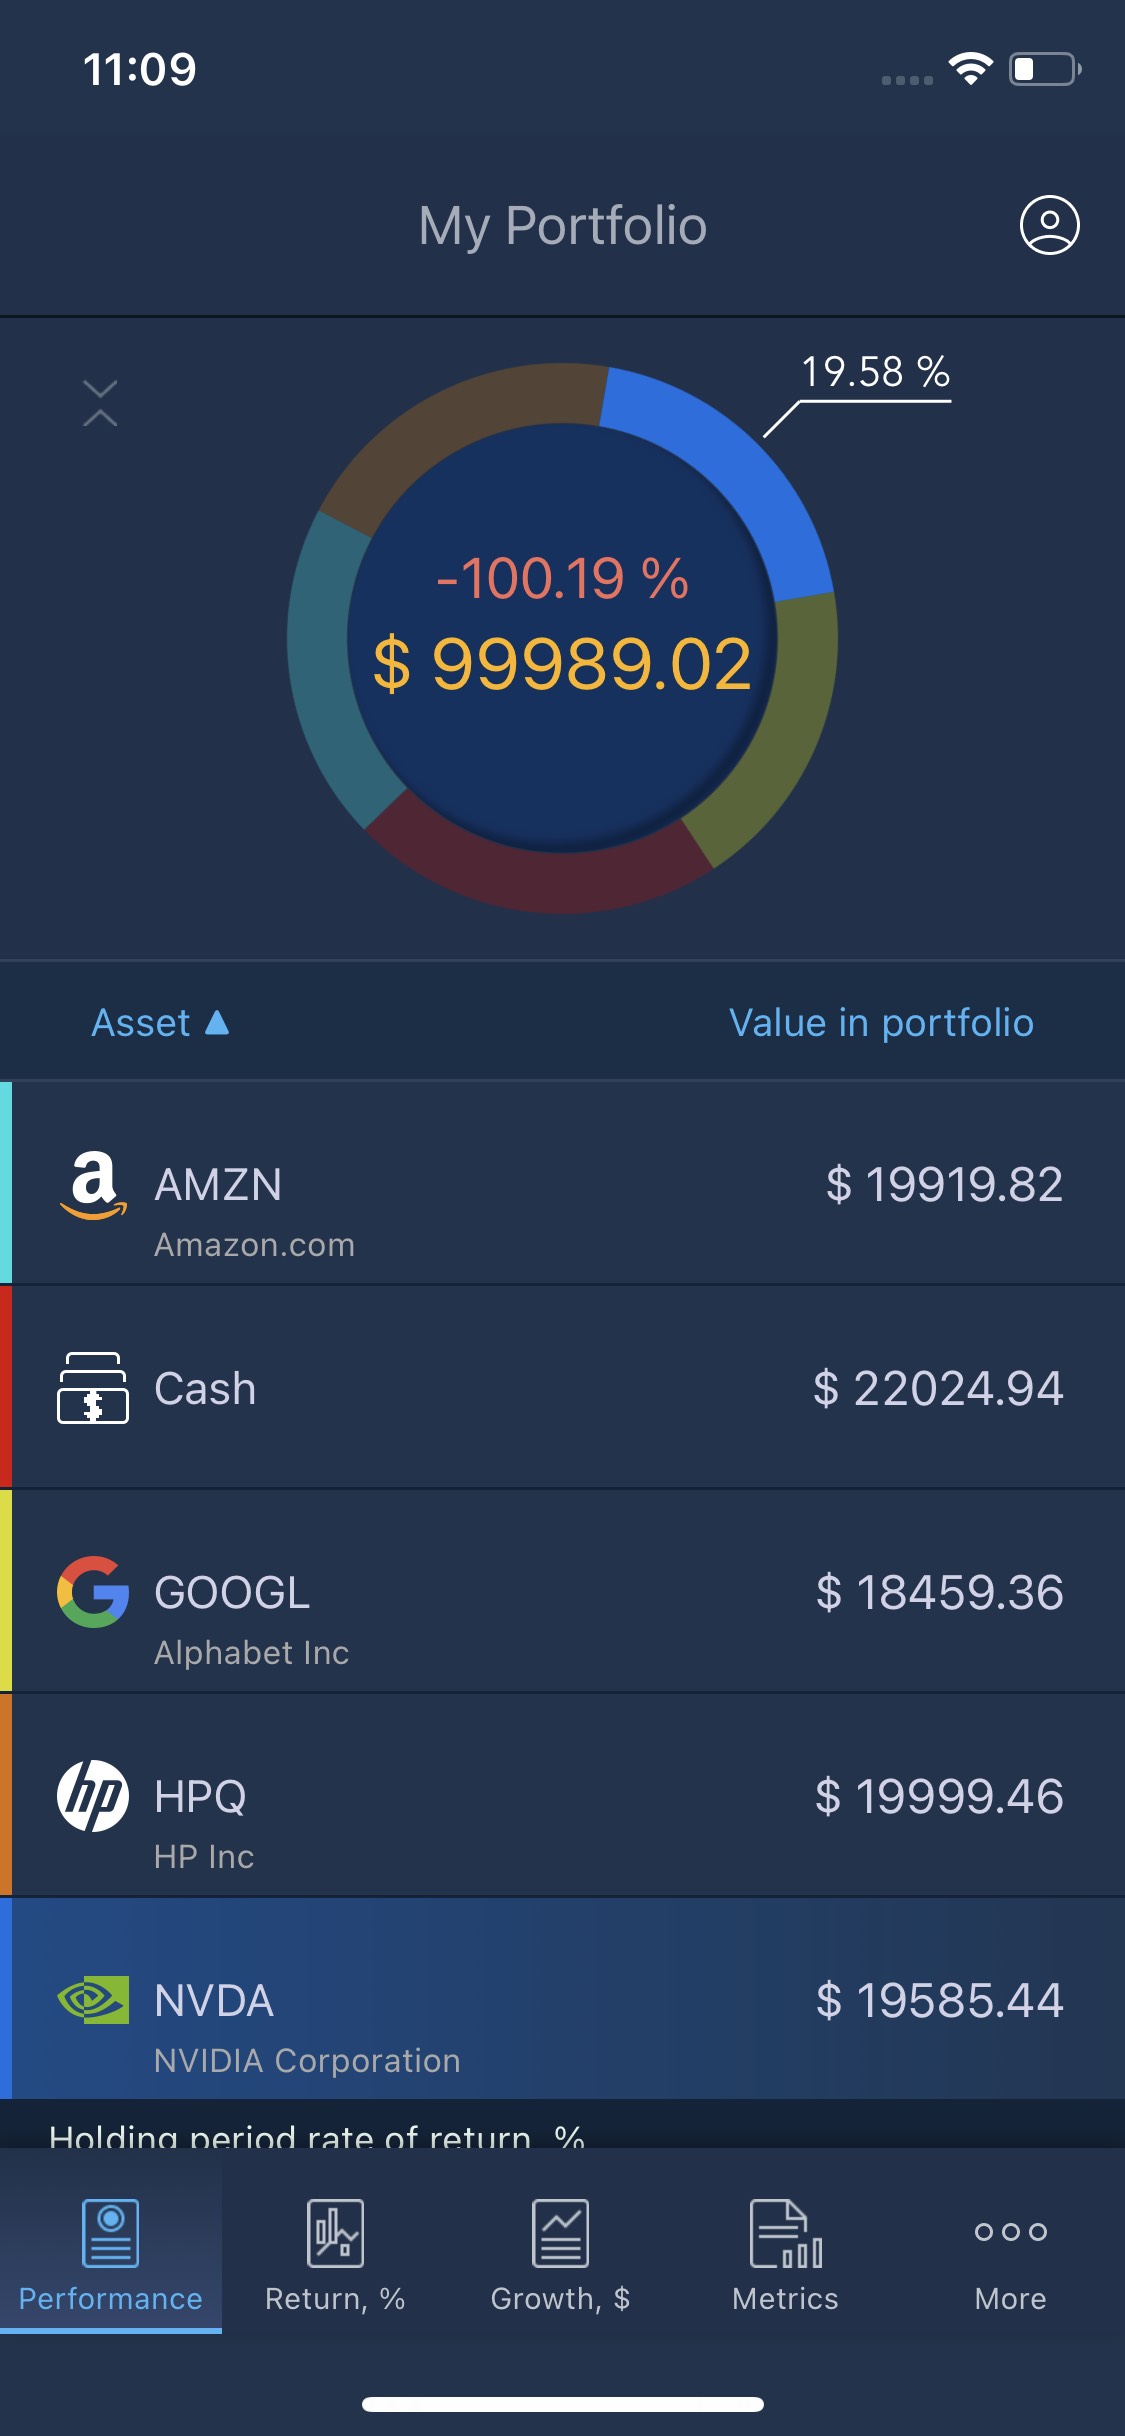 11:09
My Portfolio
19.58 %
-100.19 %
$ 99989.02
Asset ▲ Value in portfolio
AMZN $ 19919.82
Amazon.com
Cash $ 22024.94
GOOGL $ 18459.36
Alphabet Inc
hp HPQ $ 19999.46
HP Inc
NVDA $ 19585.44
NVIDIA Corporation
Holding period rate of return, %
Performance Return, % Growth, $ Metrics More